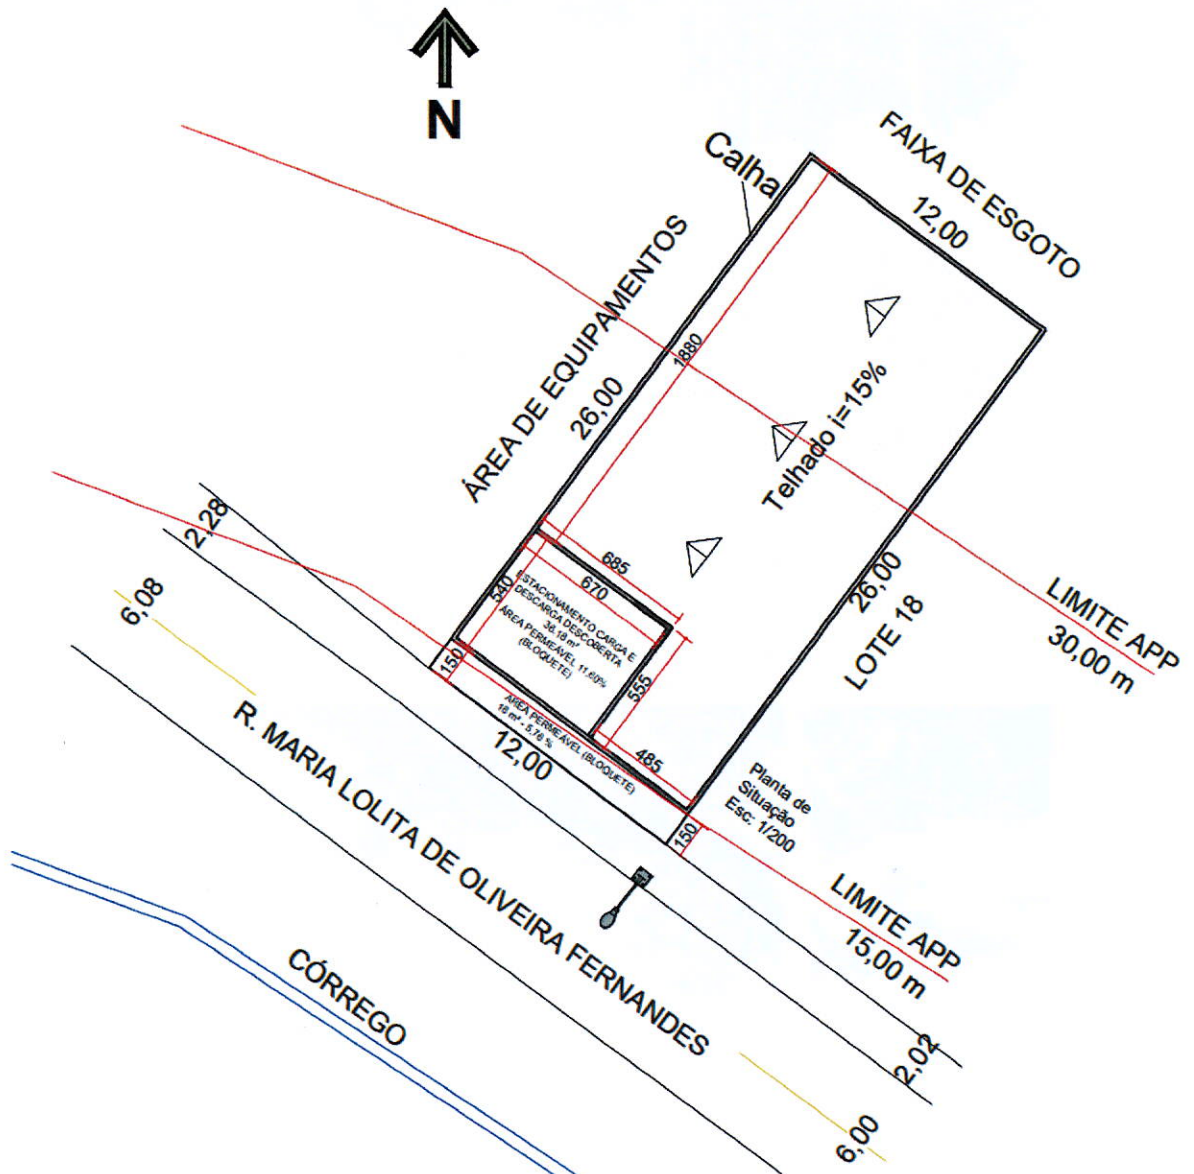 N
Calha
FAIXA DE ESGOTO
12,00
ÁREA DE EQUIPAMENTOS
26,00
1880
Telhado i=15%
2,28
6,08
685
670
540
ESTACIONAMENTO CARGA E
DESCARGA DESCOBERTA
36,18 m²
ÁREA PERMEÁVEL 11,60%
(BLOQUETE)
555
150
ÁREA PERMEÁVEL (BLOQUETE)
18 m² - 5,76 %
485
12,00
26,00
LOTE 18
LIMITE APP
30,00 m
Planta de
Situação
Esc: 1/200
150
R. MARIA LOLITA DE OLIVEIRA FERNANDES
LIMITE APP
15,00 m
CÓRREGO
2,02
6,00